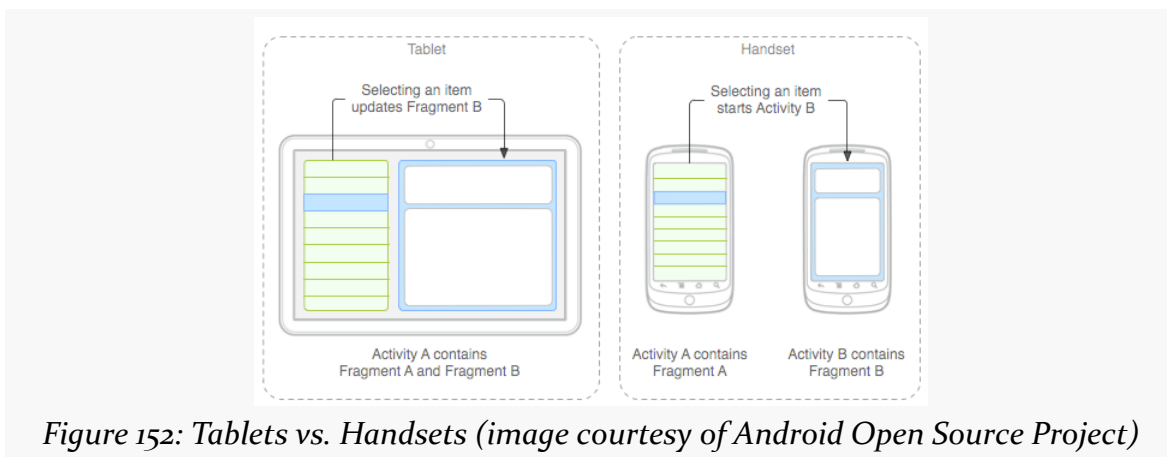 Tablet
Selecting an item
updates Fragment B
Activity A contains
Fragment A and Fragment B
Handset
Selecting an item
starts Activity B
Activity A contains
Fragment A
Activity B contains
Fragment B
Figure 152: Tablets vs. Handsets (image courtesy of Android Open Source Project)